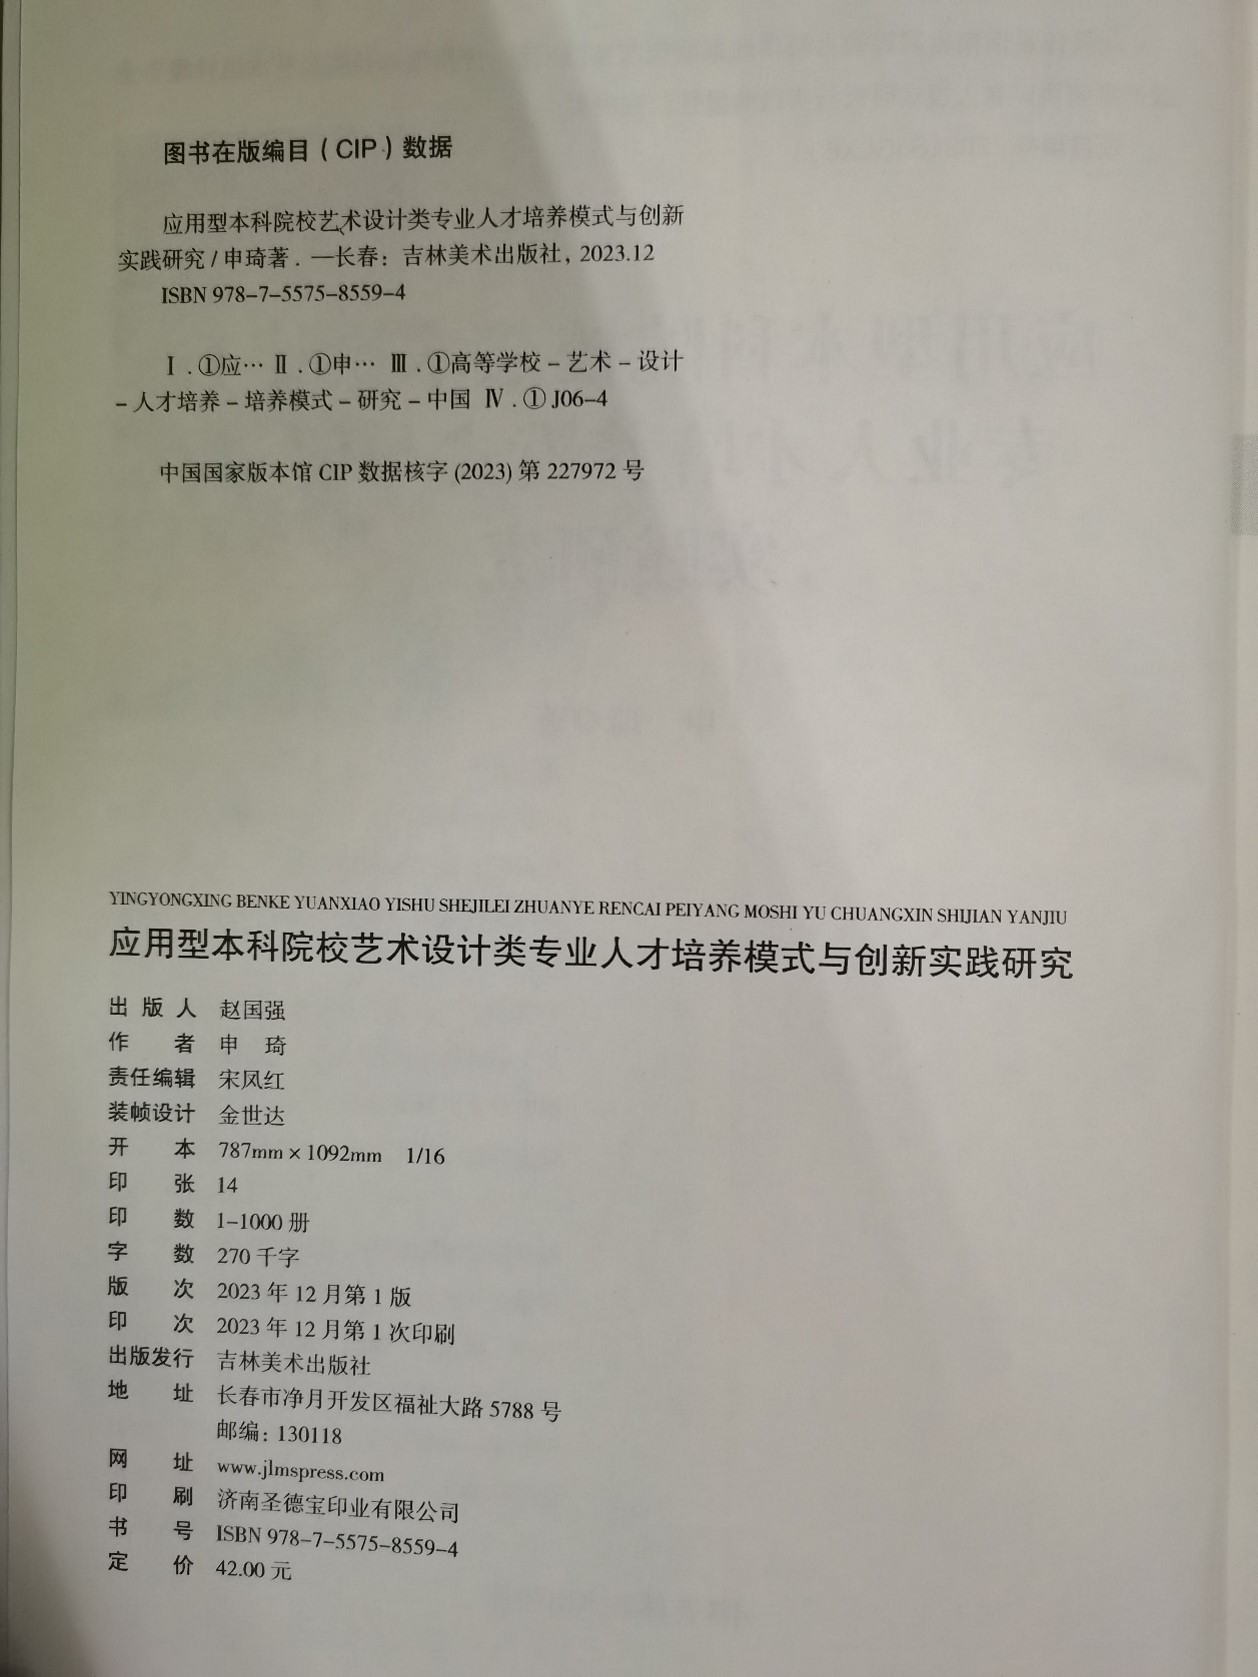 图书在版编目（CIP）数据
应用型本科院校艺术设计类专业人才培养模式与创新
实践研究 / 申琦著 . —长春：吉林美术出版社，2023.12
ISBN 978-7-5575-8559-4
Ⅰ . ①应… Ⅱ . ①申… Ⅲ . ①高等学校 – 艺术 – 设计
– 人才培养 – 培养模式 – 研究 – 中国 Ⅳ . ① J06-4
中国国家版本馆 CIP 数据核字 (2023) 第 227972 号
YINGYONGXING BENKE YUANXIAO YISHU SHEJILEI ZHUANYE RENCAI PEIYANG MOSHI YU CHUANGXIN SHIJIAN YANJIU
应用型本科院校艺术设计类专业人才培养模式与创新实践研究
出 版 人 赵国强
作 者 申 琦
责任编辑 宋凤红
装帧设计 金世达
开 本 787mm × 1092mm 1/16
印 张 14
印 数 1-1000 册
字 数 270 千字
版 次 2023 年 12 月第 1 版
印 次 2023 年 12 月第 1 次印刷
出版发行 吉林美术出版社
地 址 长春市净月开发区福祉大路 5788 号
邮编：130118
网 址 www.jlmspress.com
印 刷 济南圣德宝印业有限公司
书 号 ISBN 978-7-5575-8559-4
定 价 42.00 元